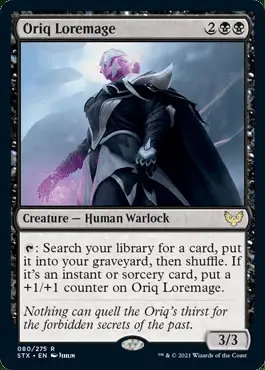 Oriq Loremage 2
Creature — Human Warlock
: Search your library for a card, put
it into your graveyard, then shuffle. If
it's an instant or sorcery card, put a
+1/+1 counter on Oriq Loremage.
Nothing can quell the Oriq's thirst for
the forbidden secrets of the past.
3/3
080/275 R
STX • EN
™ & © 2021 Wizards of the Coast